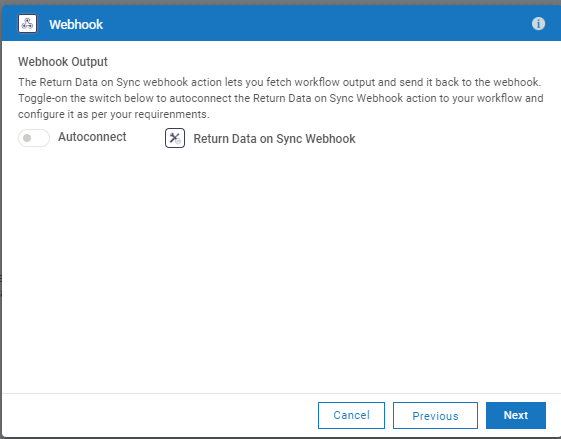 Webhook
Webhook Output
The Return Data on Sync webhook action lets you fetch workflow output and send it back to the webhook.
Toggle-on the switch below to autoconnect the Return Data on Sync Webhook action to your workflow and
configure it as per your requirenments.
Autoconnect Return Data on Sync Webhook
Cancel Previous Next